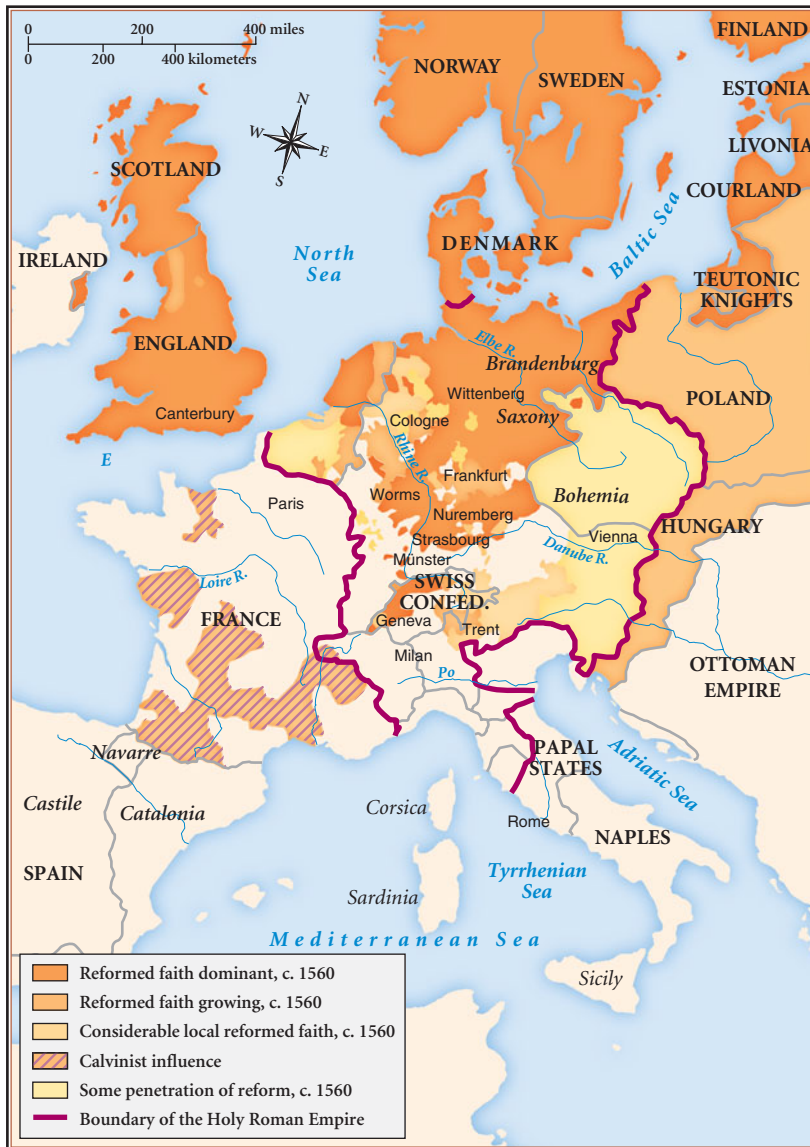 0 200 400 miles
0 200 400 kilometers
N
W
E
S
FINLAND
NORWAY
SWEDEN
ESTONIA
LIVONIA
SCOTLAND
COURLAND
Baltic Sea
North
Sea
DENMARK
IRELAND
TEUTONIC
KNIGHTS
ENGLAND
Elbe R.
Brandenburg
Wittenberg
POLAND
Canterbury
Cologne
Saxony
E
Rhine R.
Frankfurt
Paris
Worms
Bohemia
Nuremberg
HUNGARY
Strasbourg
Vienna
Danube R.
Münster
Loire R.
SWISS
CONFED.
FRANCE
Geneva
Trent
Milan
OTTOMAN
EMPIRE
Po
PAPAL
STATES
Adriatic Sea
Navarre
Castile
Catalonia
Corsica
Rome
NAPLES
SPAIN
Tyrrhenian
Sea
Sardinia
Mediterranean Sea
Sicily
Reformed faith dominant, c. 1560
Reformed faith growing, c. 1560
Considerable local reformed faith, c. 1560
Calvinist influence
Some penetration of reform, c. 1560
Boundary of the Holy Roman Empire